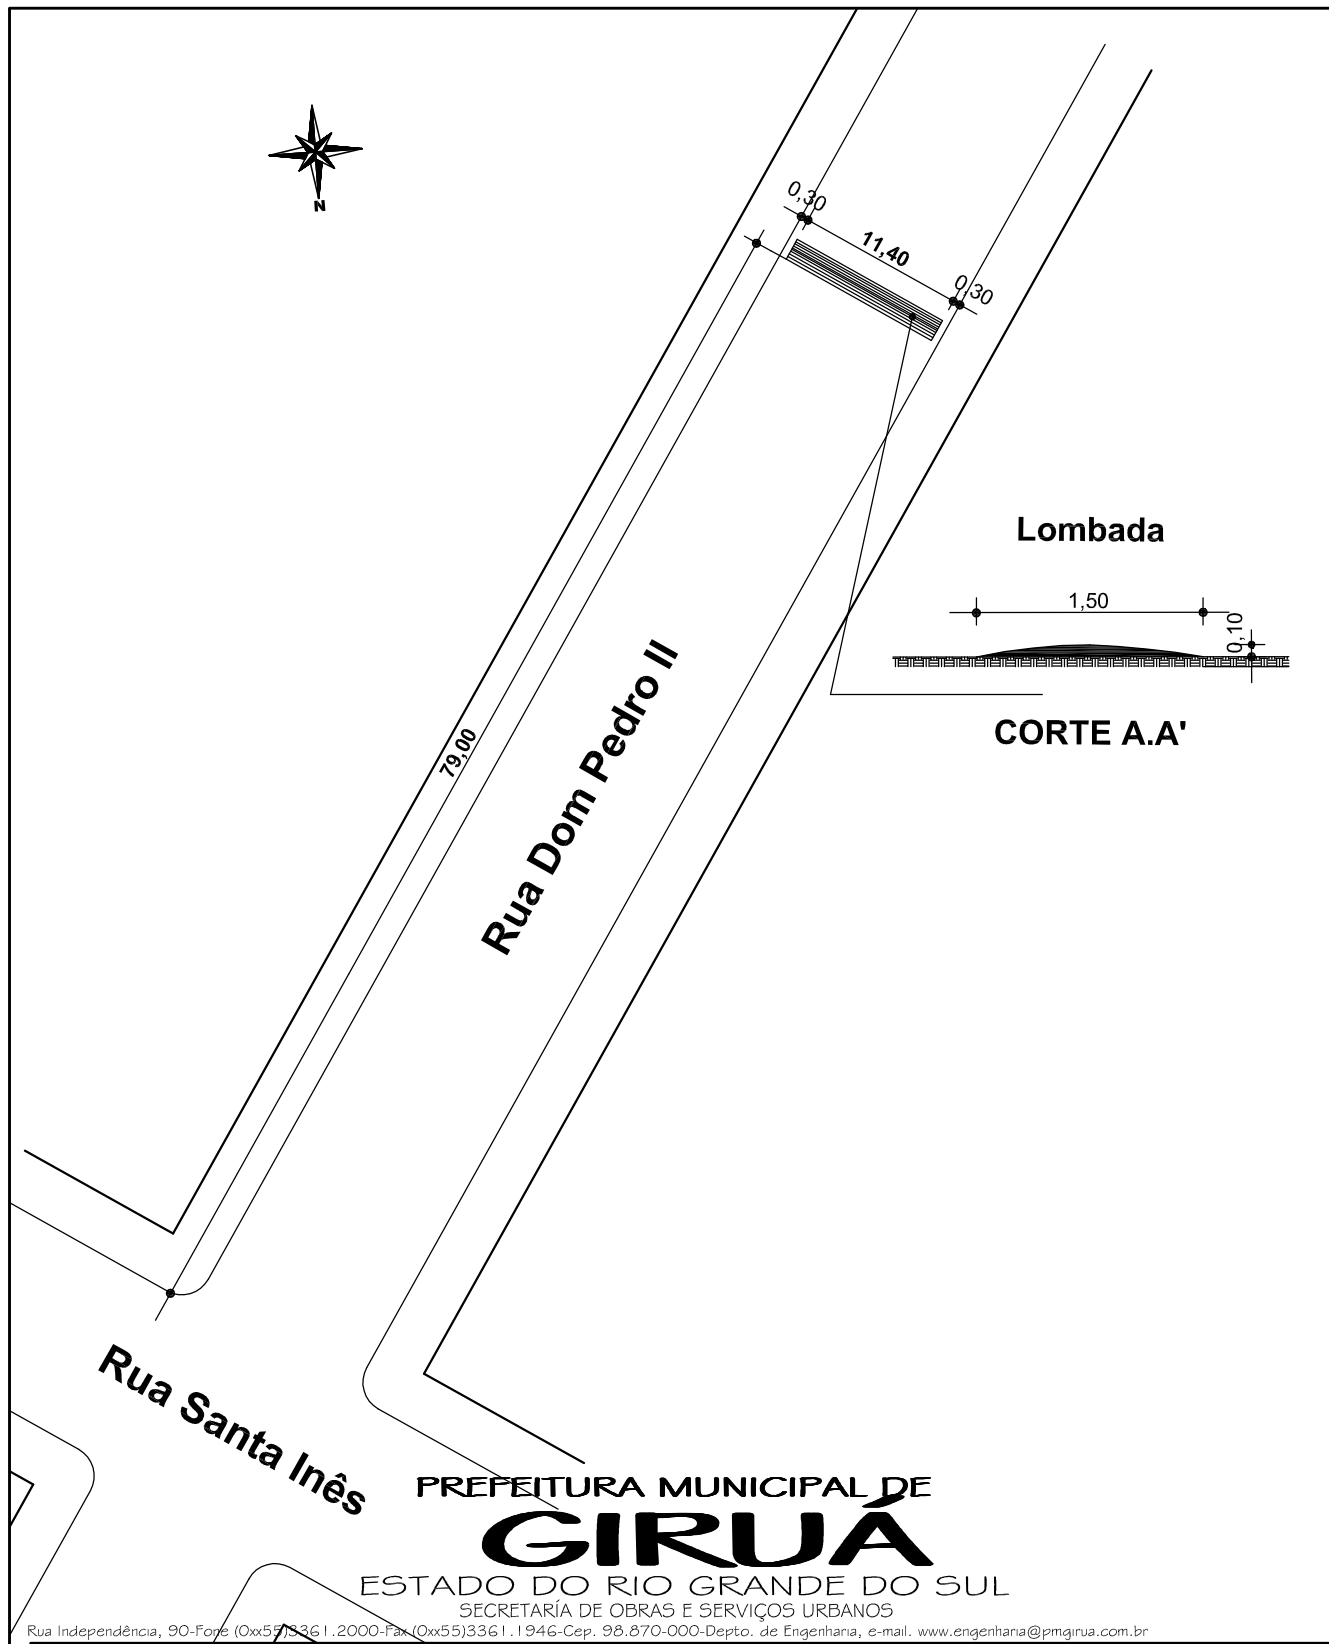 N
0,30
11,40
0,30
Lombada
1,50
0,10
CORTE A.A'
79,00
Rua Dom Pedro II
Rua Santa Inês
PREFEITURA MUNICIPAL DE
GIRUÁ
ESTADO DO RIO GRANDE DO SUL
SECRETARÍA DE OBRAS E SERVIÇOS URBANOS
Rua Independência, 90-Fone (0xx55)3361.2000-Fax (0xx55)3361.1946-Cep. 98.870-000-Depto. de Engenharia, e-mail. www.engenharia@pmgirua.com.br